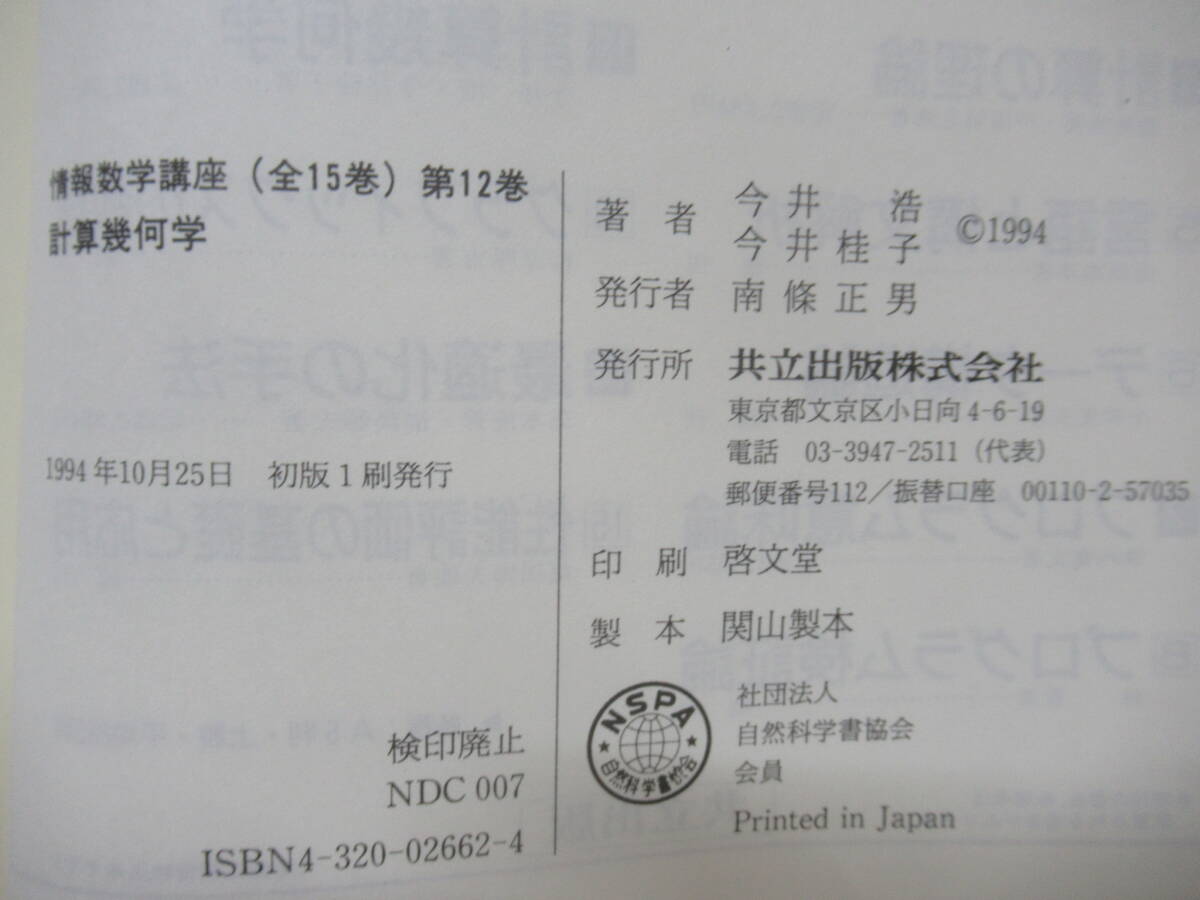 情報数学講座（全15巻）第12巻
計算幾何学
1994年10月25日　初版1刷発行
検印廃止
NDC 007
ISBN4-320-02662-4
著　者　今井　浩
今井桂子　©1994
発行者　南條正男
発行所　共立出版株式会社
東京都文京区小日向4-6-19
電話　03-3947-2511（代表）
郵便番号112／振替口座　00110-2-57035
印　刷　啓文堂
製　本　関山製本
NSPA
自然科学書協会
社団法人
自然科学書協会
会員
Printed in Japan